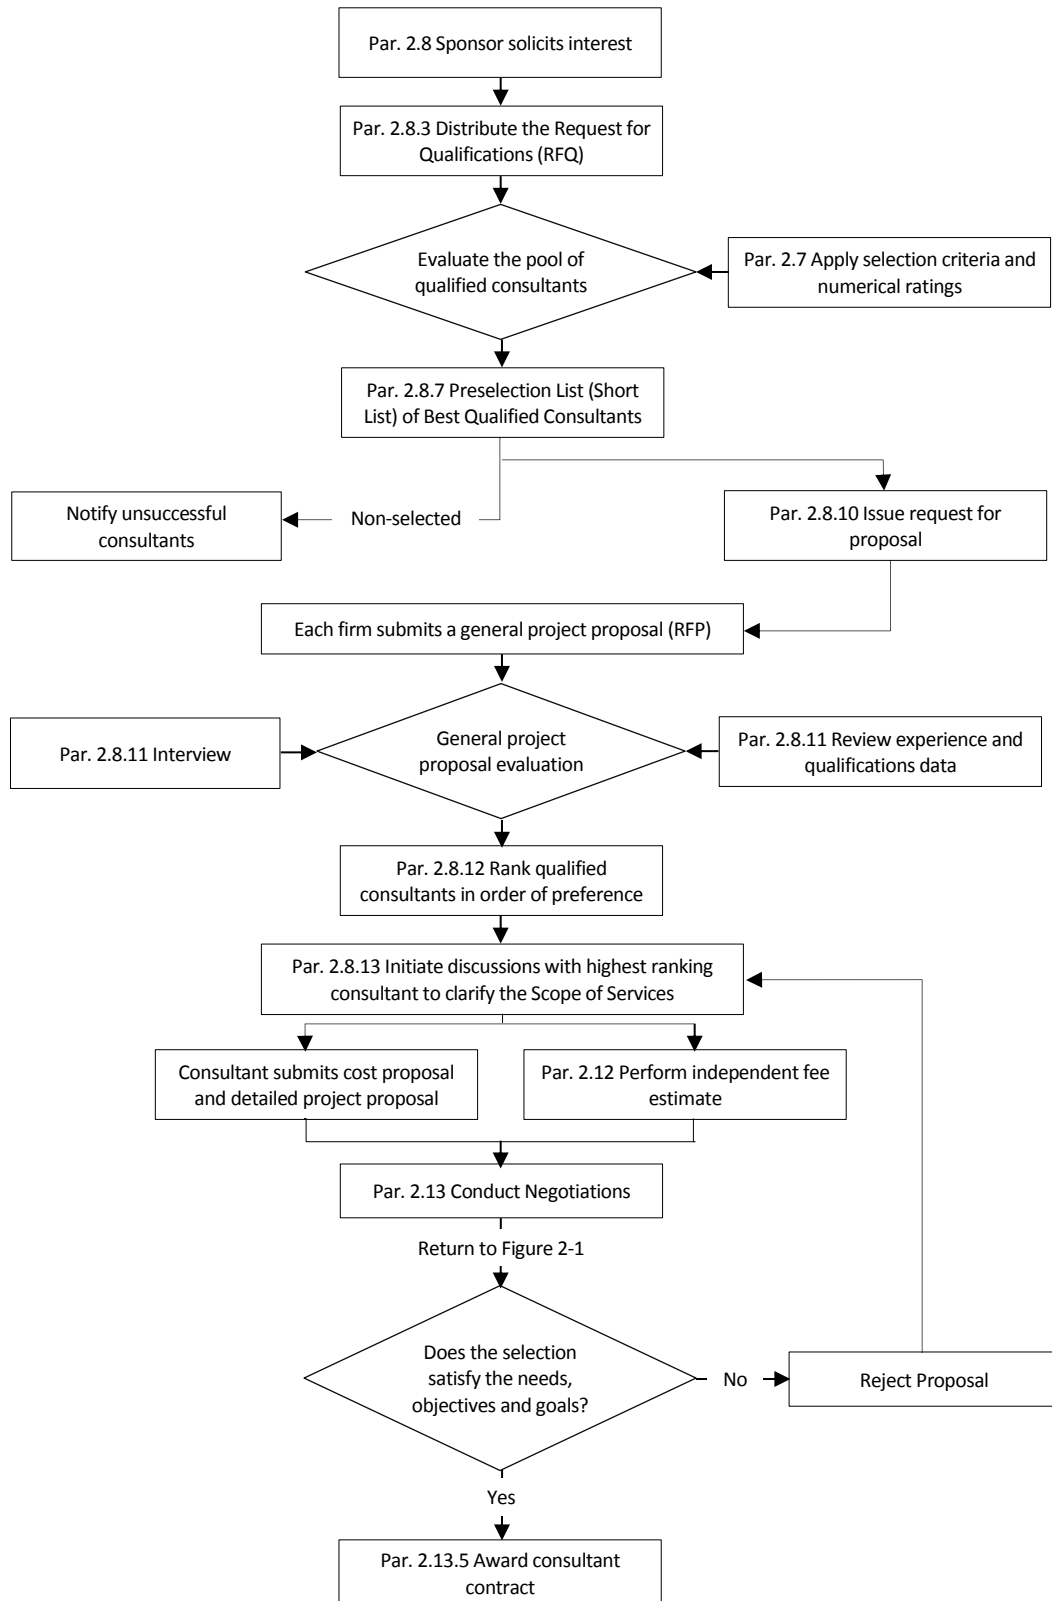 Par. 2.8 Sponsor solicits interest
Par. 2.8.3 Distribute the Request for
Qualifications (RFQ)
Evaluate the pool of
qualified consultants
Par. 2.7 Apply selection criteria and
numerical ratings
Par. 2.8.7 Preselection List (Short
List) of Best Qualified Consultants
Notify unsuccessful
consultants
Non-selected
Par. 2.8.10 Issue request for
proposal
Each firm submits a general project proposal (RFP)
Par. 2.8.11 Interview
General project
proposal evaluation
Par. 2.8.11 Review experience and
qualifications data
Par. 2.8.12 Rank qualified
consultants in order of preference
Par. 2.8.13 Initiate discussions with highest ranking
consultant to clarify the Scope of Services
Consultant submits cost proposal
and detailed project proposal
Par. 2.12 Perform independent fee
estimate
Par. 2.13 Conduct Negotiations
Return to Figure 2-1
Does the selection
satisfy the needs,
objectives and goals?
No
Reject Proposal
Yes
Par. 2.13.5 Award consultant
contract